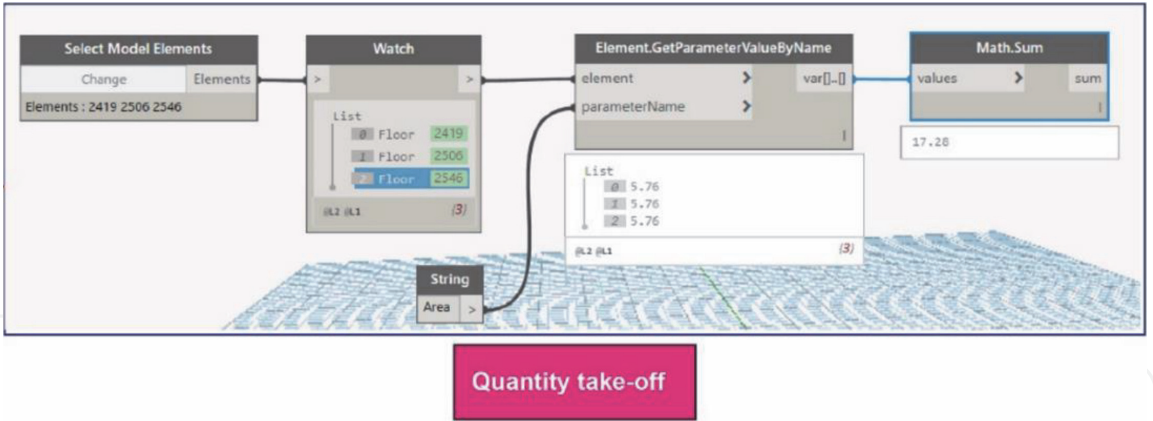 Select Model Elements
Change
Elements
Elements : 2419 2506 2546
Watch
>
>
List
0 Floor 2419
1 Floor 2506
2 Floor 2546
@L2 @L1
{3}
String
Area
>
Element.GetParameterValueByName
element
>
var[]..[]
parameterName
>
List
0 5.76
1 5.76
2 5.76
@L2 @L1
{3}
Math.Sum
values
>
sum
17.28
Quantity take-off